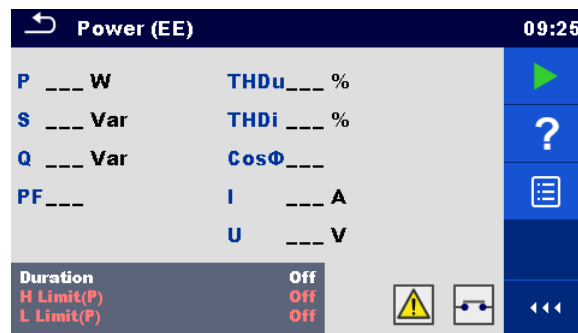 Power (EE) 09:25
P ___ W THDu___ %
S ___ Var THDi ___ %
Q ___ Var CosΦ___
PF___ I ___ A
U ___ V
Duration Off
H Limit(P) Off
L Limit(P) Off
?